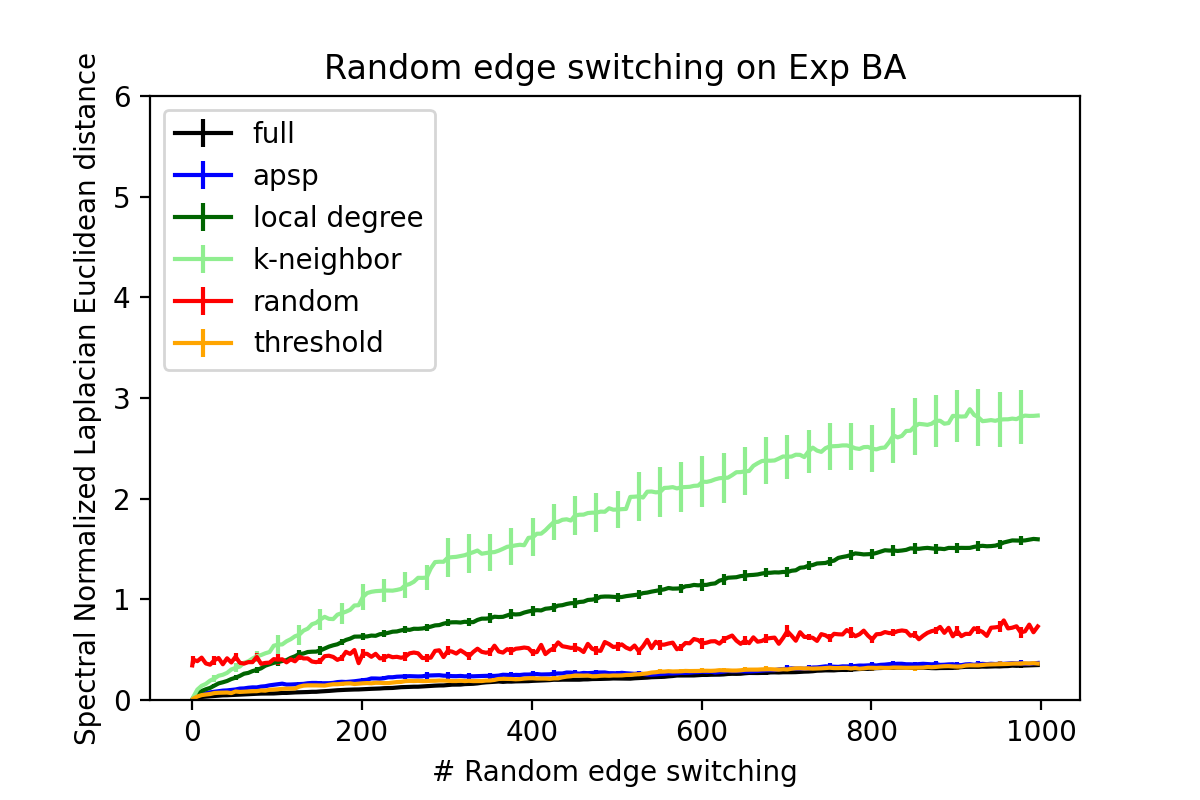 Random edge switching on Exp BA
Spectral Normalized Laplacian Euclidean distance
6
5
4
3
2
1
0
full
apsp
local degree
k-neighbor
random
threshold
0 200 400 600 800 1000
# Random edge switching